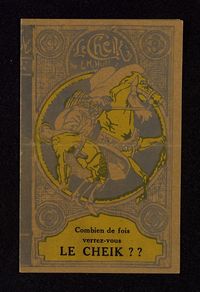 Le Cheik
Combien de fois
verrez-vous
LE CHEIK ??